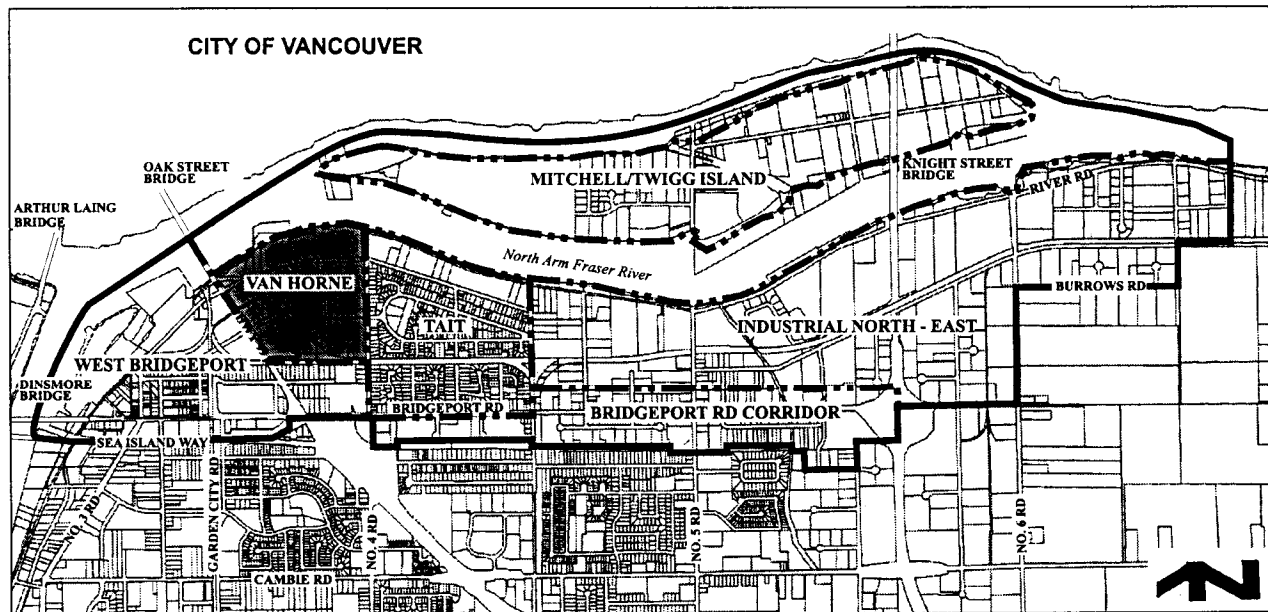 CITY OF VANCOUVER
OAK STREET
BRIDGE
ARTHUR LAING
BRIDGE
MITCHELL/TWIGG ISLAND
KNIGHT STREET
BRIDGE
RIVER RD
North Arm Fraser River
VAN HORNE
BURROWS RD
TAIT
INDUSTRIAL NORTH - EAST
WEST BRIDGEPORT
DINSMORE
BRIDGE
BRIDGEPORT RD
BRIDGEPORT RD CORRIDOR
SEA ISLAND WAY
NO. RD
GARDEN CITY RD
NO. 4 RD
NO. 5 RD
NO. 6 RD
CAMBIE RD
N